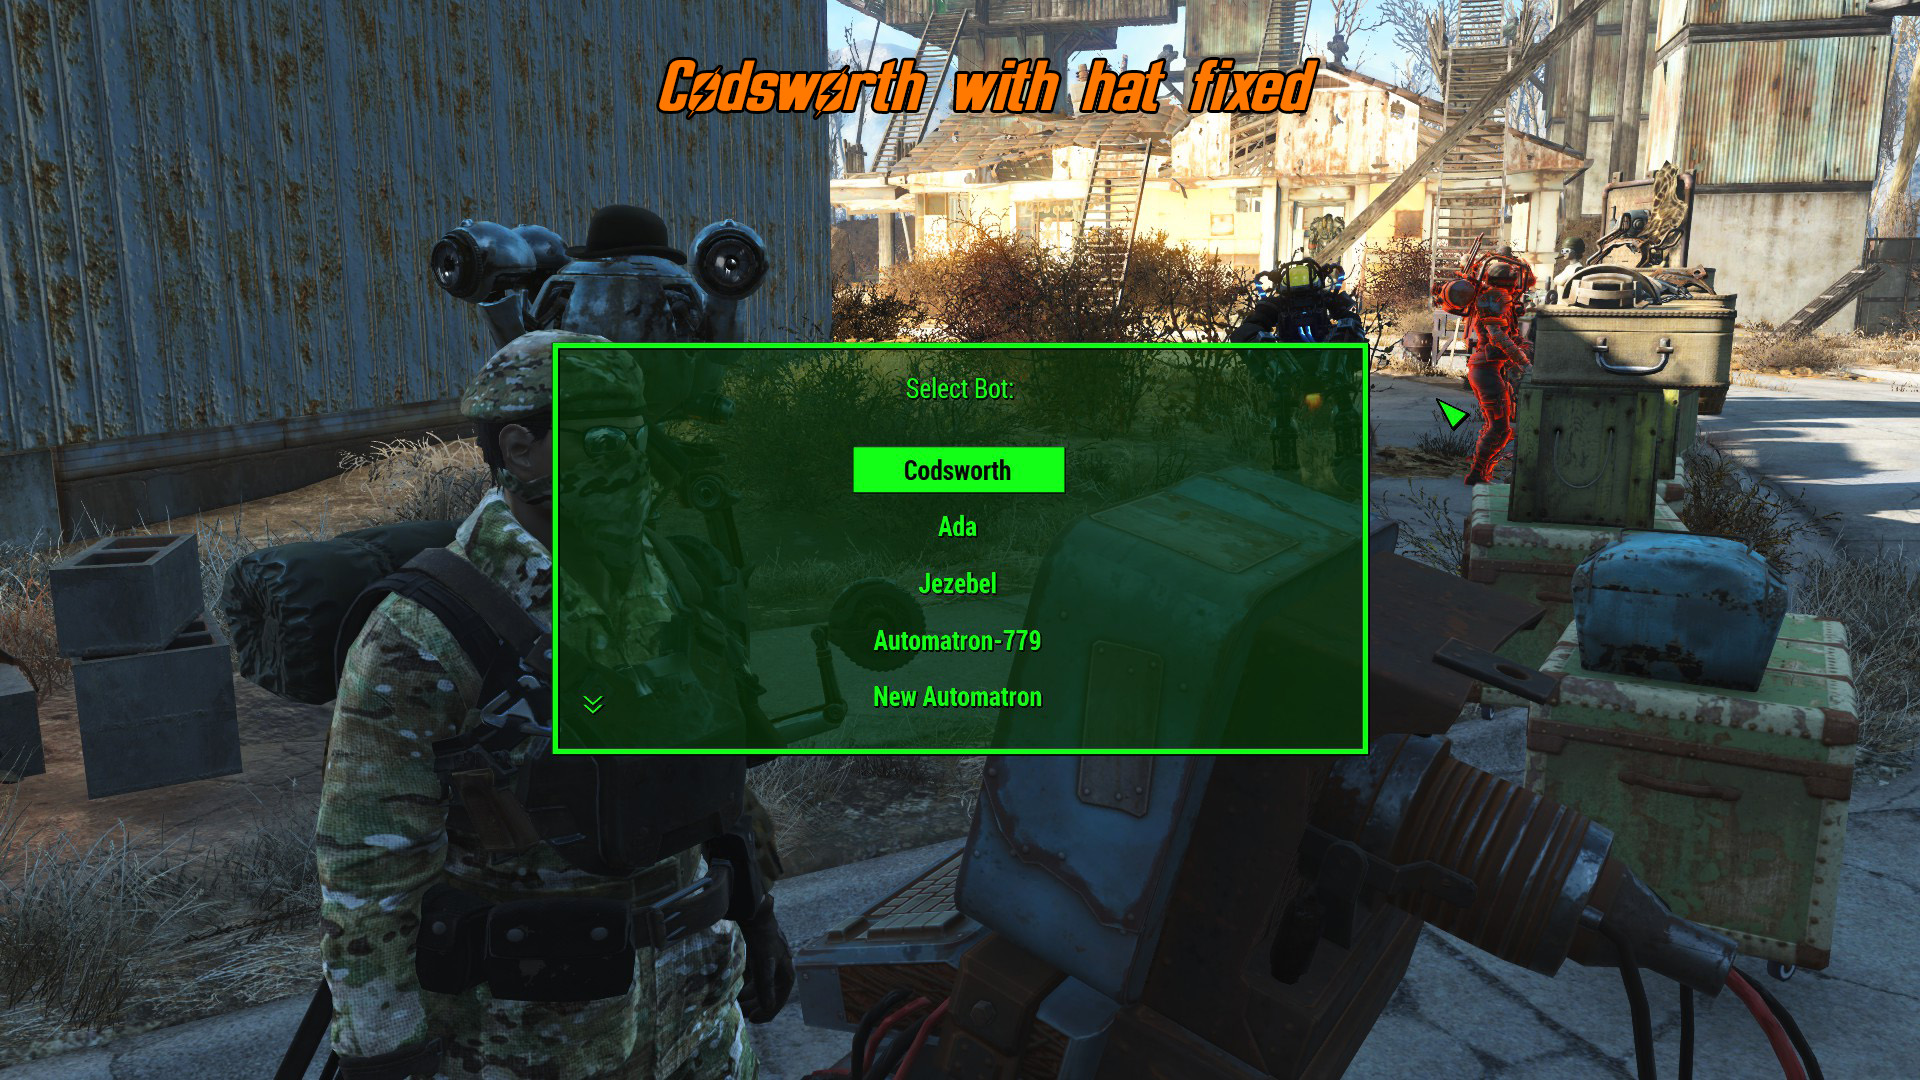 Codsworth with hat fixed
Select Bot:
Codsworth
Ada
Jezebel
Automatron-779
New Automatron